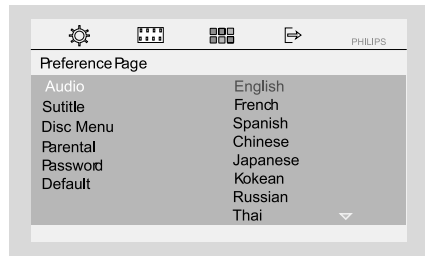 PHILIPS
Preference Page
Audio
Sutitle
Disc Menu
Parental
Password
Default
English
French
Spanish
Chinese
Japanese
Kokean
Russian
Thai